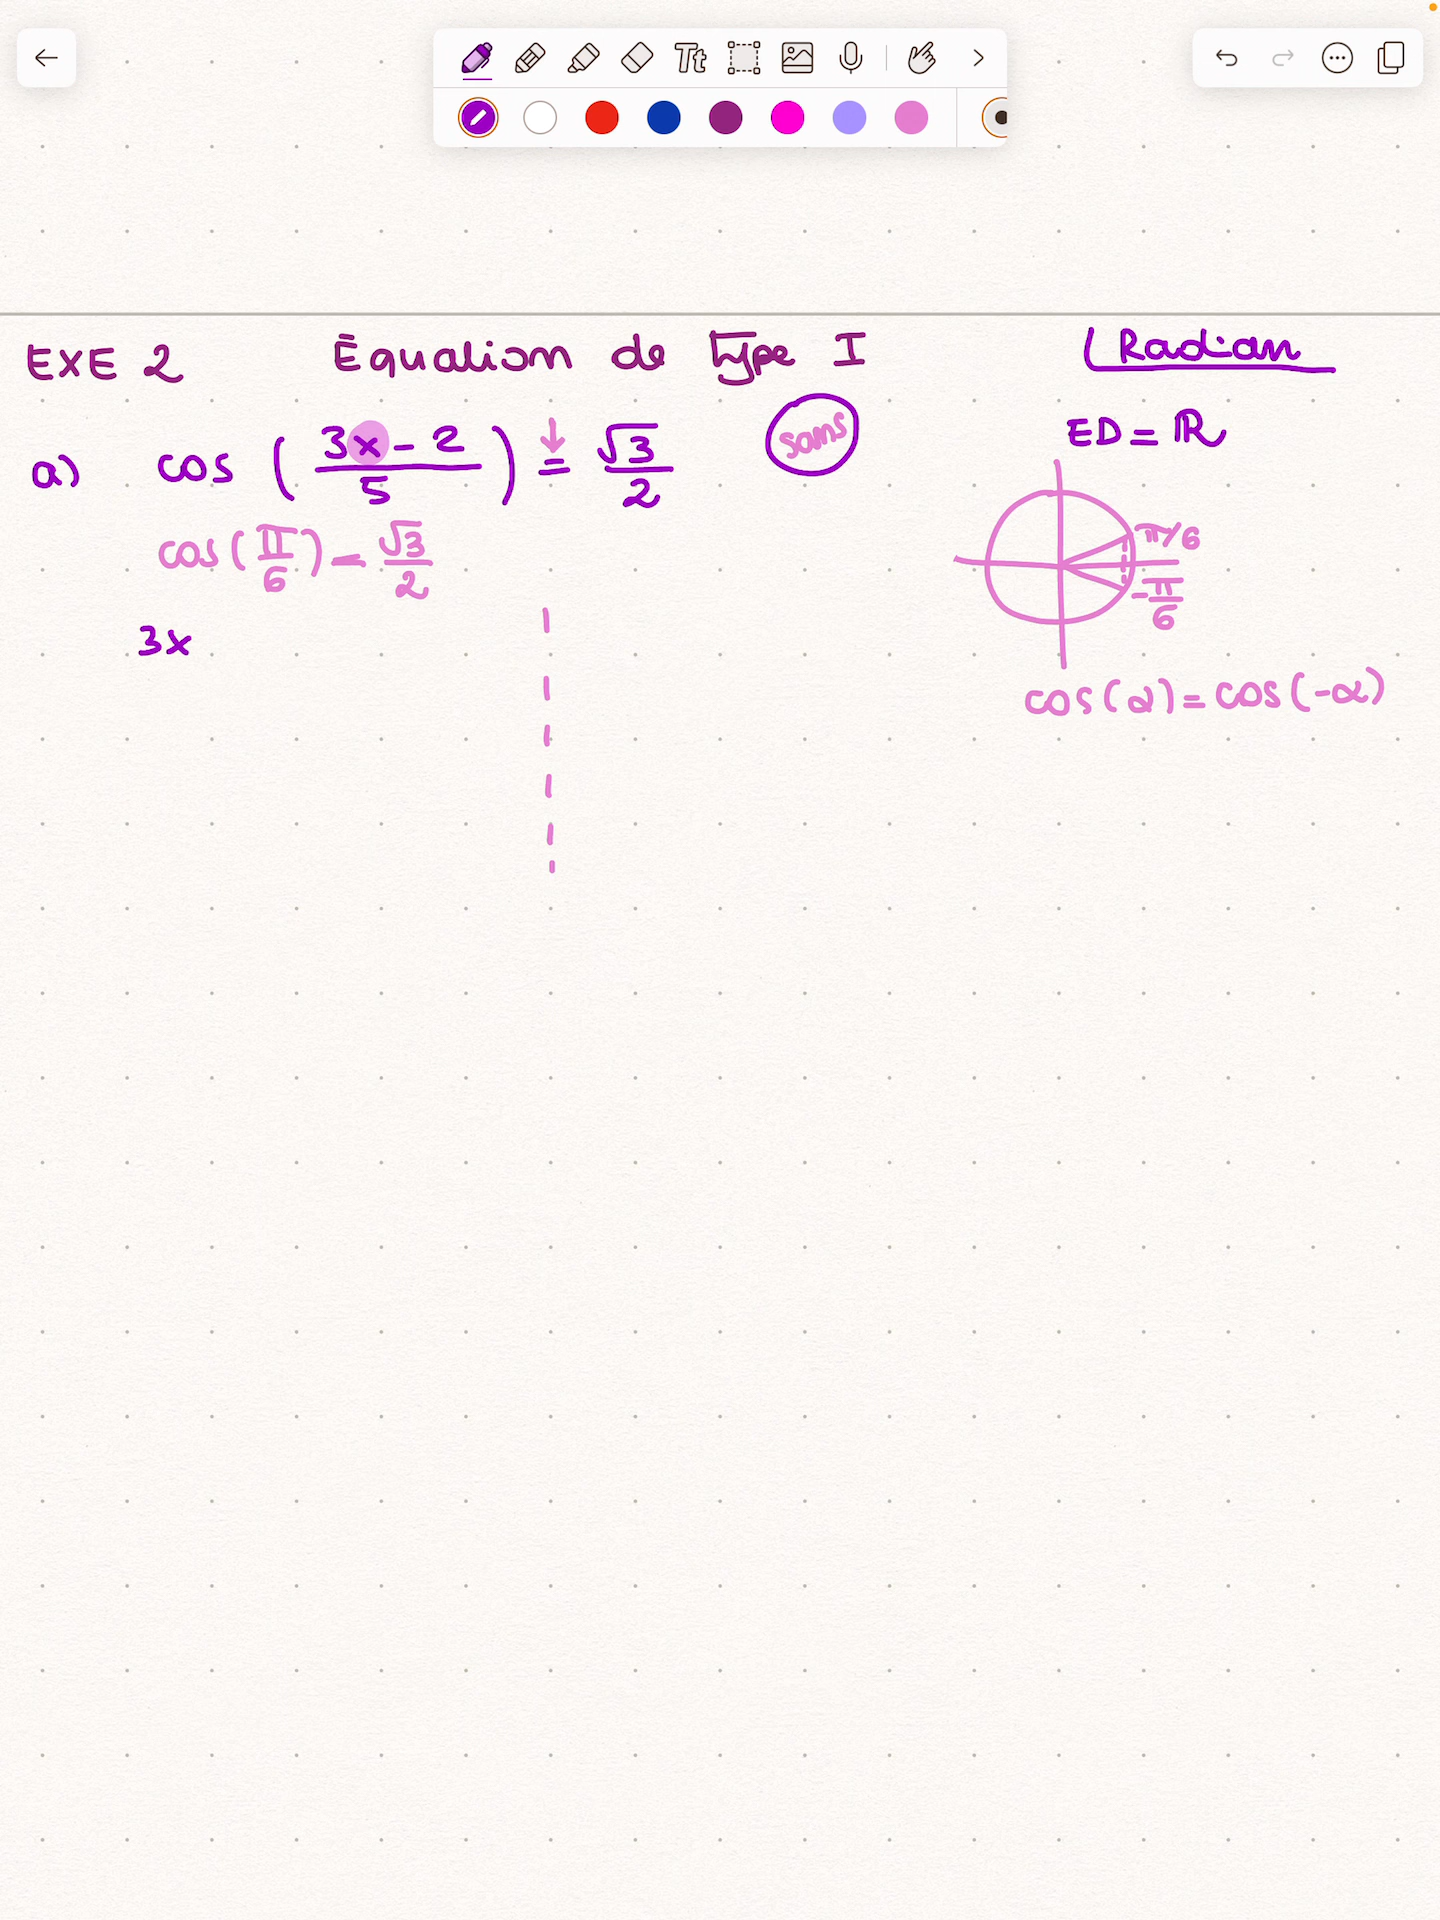 Tt
EXE 2 Equation de type I Radian
a) cos ( (3x - 2)/5 ) = √3/2 sans ED = ℝ
cos(π/6) = √3/2
π/6
-π/6
3x
cos(α) = cos(-α)